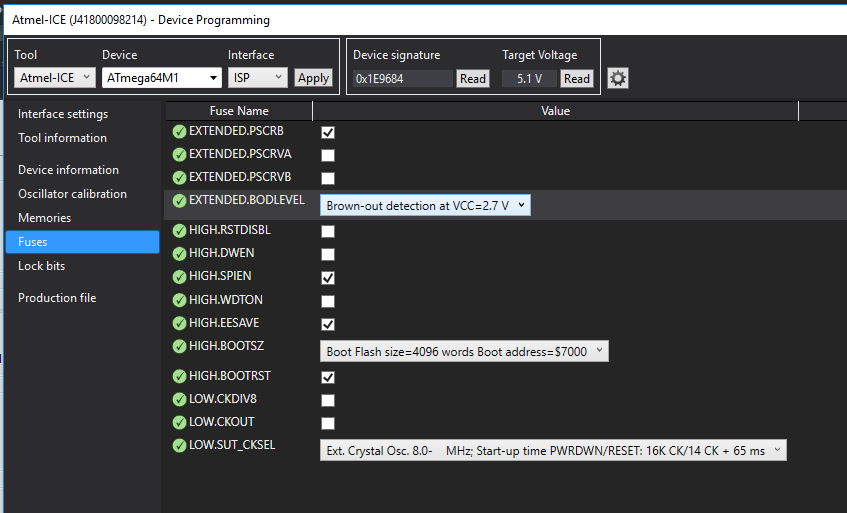 Atmel-ICE (J41800098214) - Device Programming
Tool Device Interface Device signature Target Voltage
Atmel-ICE ATmega64M1 ISP Apply 0x1E9684 Read 5.1 V Read
Interface settings
Tool information
Device information
Oscillator calibration
Memories
Fuses
Lock bits
Production file
Fuse Name Value
EXTENDED.PSCRB
EXTENDED.PSCRVA
EXTENDED.PSCRVB
EXTENDED.BODLEVEL Brown-out detection at VCC=2.7 V
HIGH.RSTDISBL
HIGH.DWEN
HIGH.SPIEN
HIGH.WDTON
HIGH.EESAVE
HIGH.BOOTSZ Boot Flash size=4096 words Boot address=$7000
HIGH.BOOTRST
LOW.CKDIV8
LOW.CKOUT
LOW.SUT_CKSEL Ext. Crystal Osc. 8.0- MHz; Start-up time PWRDWN/RESET: 16K CK/14 CK + 65 ms